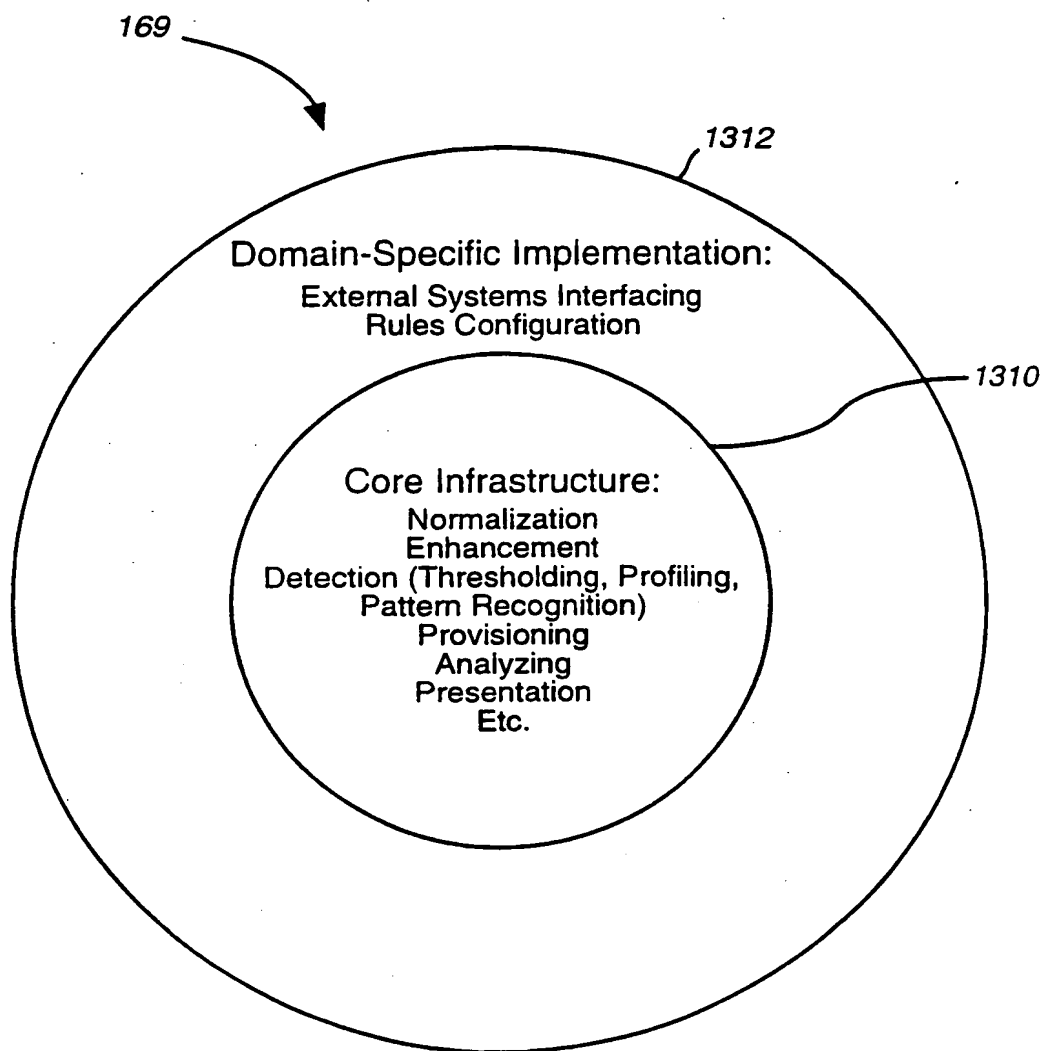 169
1312
Domain-Specific Implementation:
External Systems Interfacing
Rules Configuration
1310
Core Infrastructure:
Normalization
Enhancement
Detection (Thresholding, Profiling,
Pattern Recognition)
Provisioning
Analyzing
Presentation
Etc.